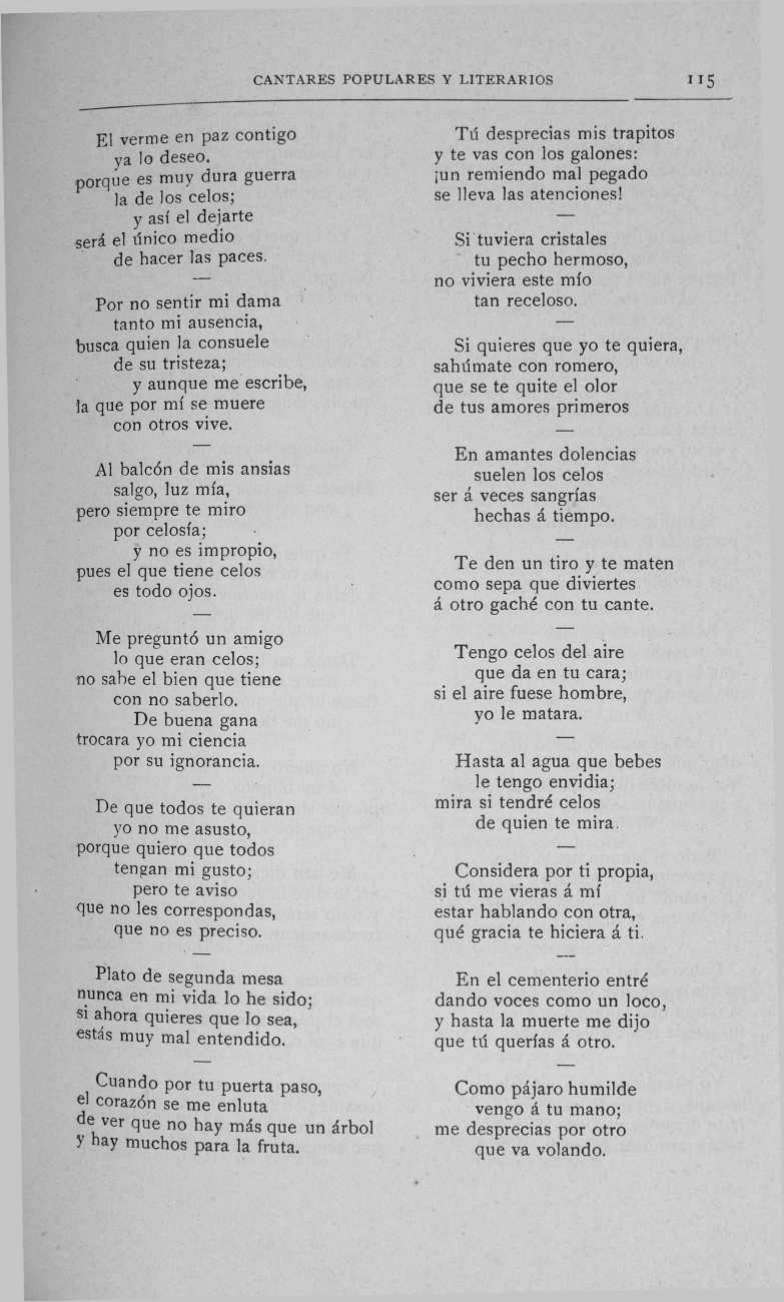 CANTARES POPULARES Y LITERARIOS 115
El verme en paz contigo
ya lo deseo.
porque es muy dura guerra
la de los celos;
y así el dejarte
será el único medio
de hacer las paces.
—
Por no sentir mi dama
tanto mi ausencia,
busca quien la consuele
de su tristeza;
y aunque me escribe,
la que por mí se muere
con otros vive.
—
Al balcón de mis ansias
salgo, luz mía,
pero siempre te miro
por celosía;
y no es impropio,
pues el que tiene celos
es todo ojos.
—
Me preguntó un amigo
lo que eran celos;
no sabe el bien que tiene
con no saberlo.
De buena gana
trocara yo mi ciencia
por su ignorancia.
—
De que todos te quieran
yo no me asusto,
porque quiero que todos
tengan mi gusto;
pero te aviso
que no les correspondas,
que no es preciso.
—
Plato de segunda mesa
nunca en mi vida lo he sido;
si ahora quieres que lo sea,
estás muy mal entendido.
—
Cuando por tu puerta paso,
el corazón se me enluta
de ver que no hay más que un árbol
y hay muchos para la fruta.
Tú desprecias mis trapitos
y te vas con los galones:
¡un remiendo mal pegado
se lleva las atenciones!
—
Si tuviera cristales
tu pecho hermoso,
no viviera este mío
tan receloso.
—
Si quieres que yo te quiera,
sahúmate con romero,
que se te quite el olor
de tus amores primeros
—
En amantes dolencias
suelen los celos
ser á veces sangrías
hechas á tiempo.
—
Te den un tiro y te maten
como sepa que diviertes
á otro gaché con tu cante.
—
Tengo celos del aire
que da en tu cara;
si el aire fuese hombre,
yo le matara.
—
Hasta al agua que bebes
le tengo envidia;
mira si tendré celos
de quien te mira.
—
Considera por ti propia,
si tú me vieras á mí
estar hablando con otra,
qué gracia te hiciera á ti.
—
En el cementerio entré
dando voces como un loco,
y hasta la muerte me dijo
que tú querías á otro.
—
Como pájaro humilde
vengo á tu mano;
me desprecias por otro
que va volando.